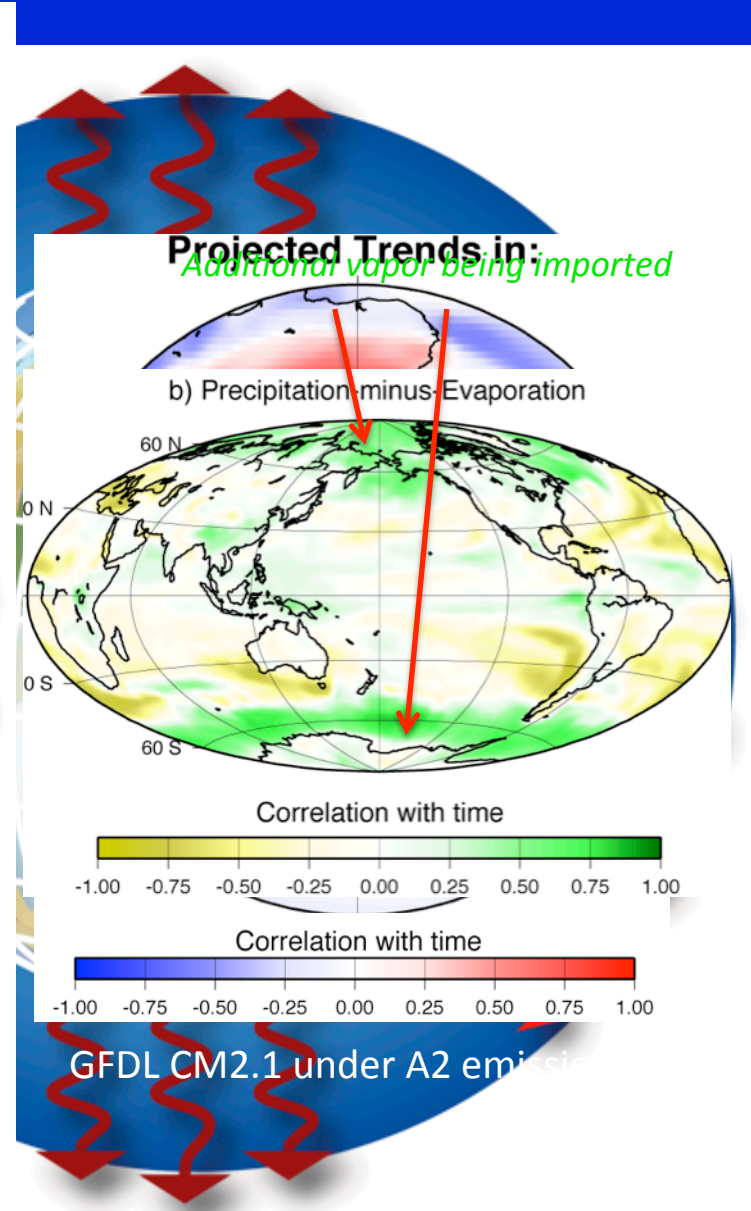 Projected Trends in:
Additional vapor being imported
b) Precipitation-minus-Evaporation
60 N
0 N
0 S
60 S
Correlation with time
-1.00 -0.75 -0.50 -0.25 0.00 0.25 0.50 0.75 1.00
Correlation with time
-1.00 -0.75 -0.50 -0.25 0.00 0.25 0.50 0.75 1.00
GFDL CM2.1 under A2 emissio